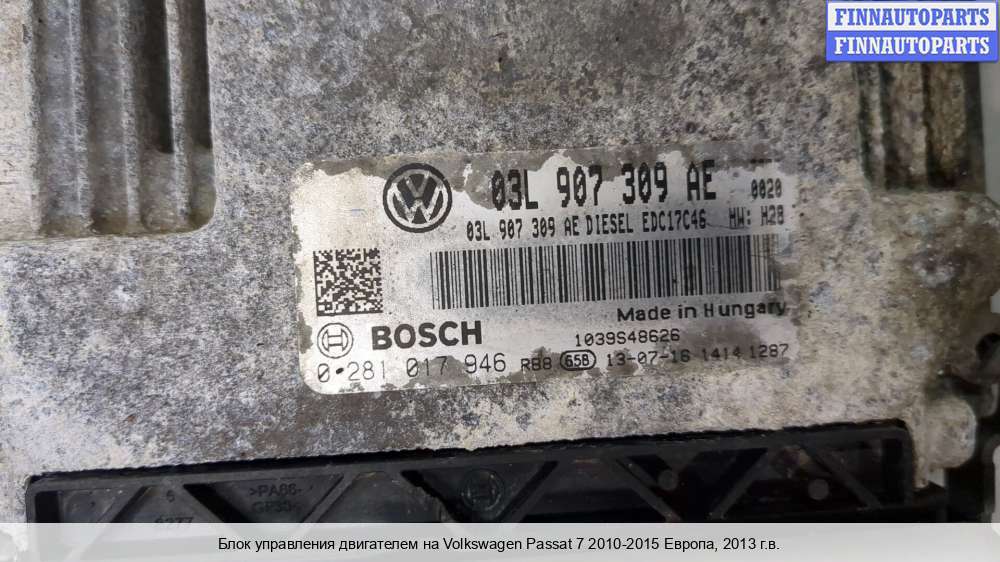 FINNAUTOPARTS
FINNAUTOPARTS
03L 907 309 AE 0020
03L 907 309 AE DIESEL EDC17C46 HW: H28
Made in Hungary
BOSCH 1039S48626
0 281 017 946 RB8 65B 13-07-16 1414 1287
>PA66-
GF30<
Блок управления двигателем на Volkswagen Passat 7 2010-2015 Европа, 2013 г.в.